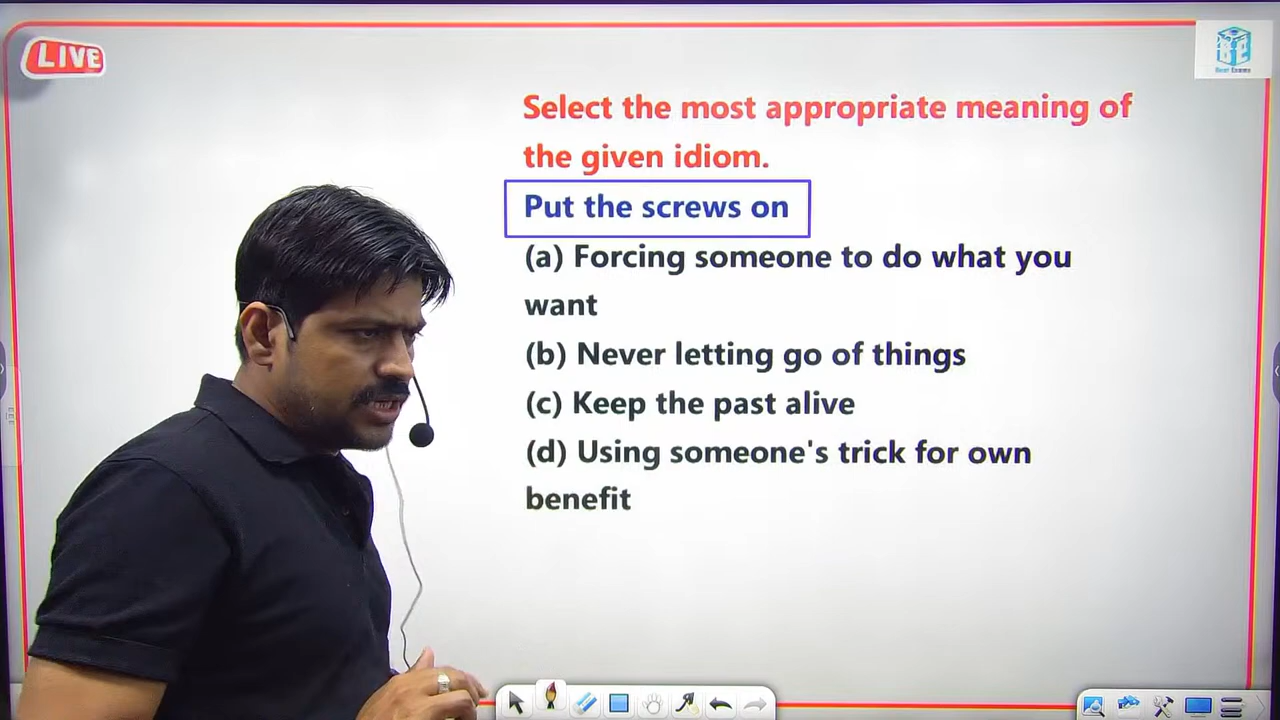 LIVE
Select the most appropriate meaning of
the given idiom.
Put the screws on
(a) Forcing someone to do what you
want
(b) Never letting go of things
(c) Keep the past alive
(d) Using someone's trick for own
benefit